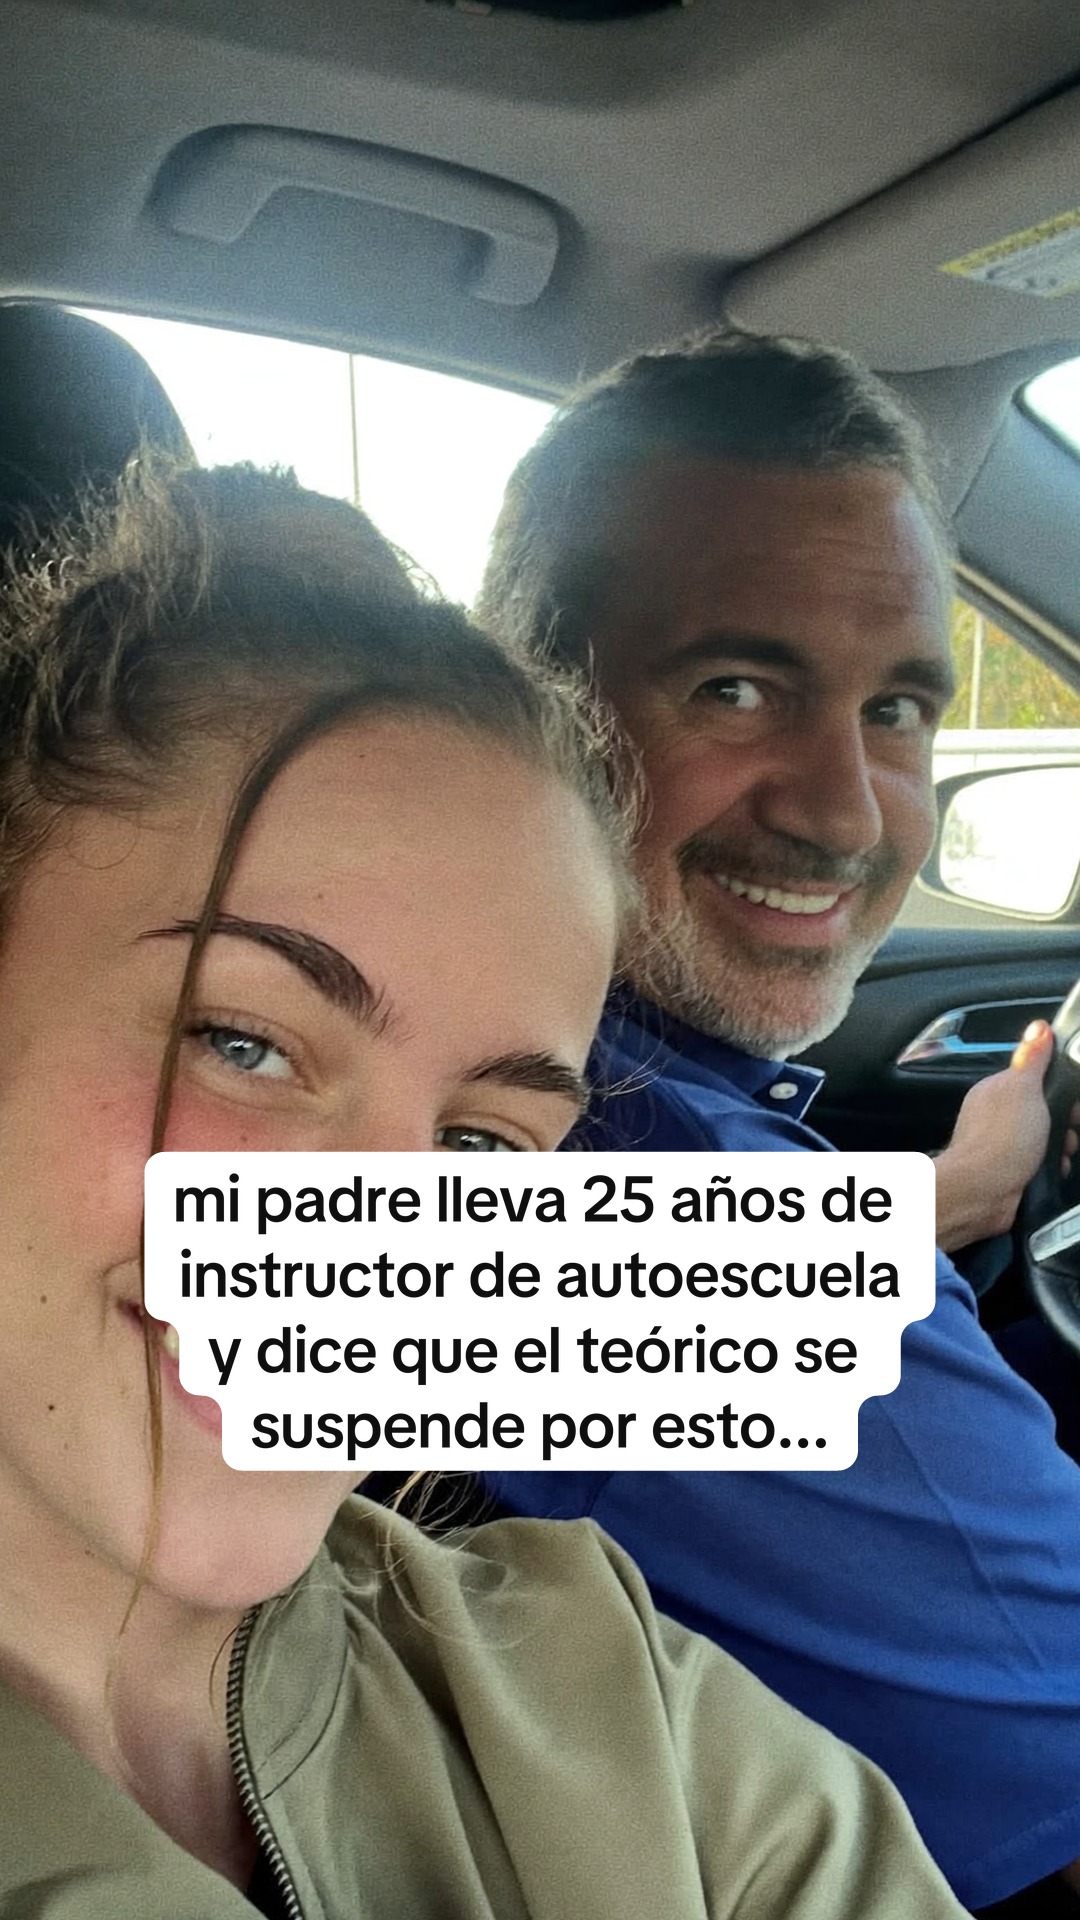 mi padre lleva 25 años de
instructor de autoescuela
y dice que el teórico se
suspende por esto...